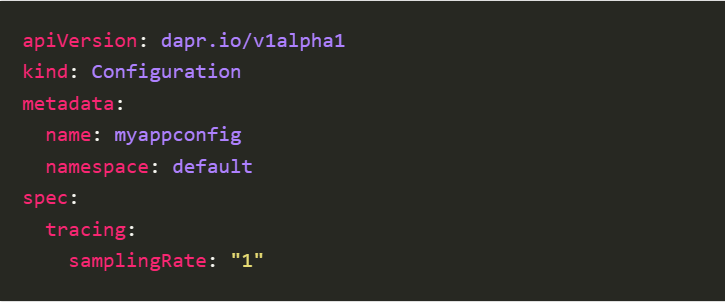 apiVersion: dapr.io/v1alpha1
kind: Configuration
metadata:
  name: myappconfig
  namespace: default
spec:
  tracing:
    samplingRate: "1"